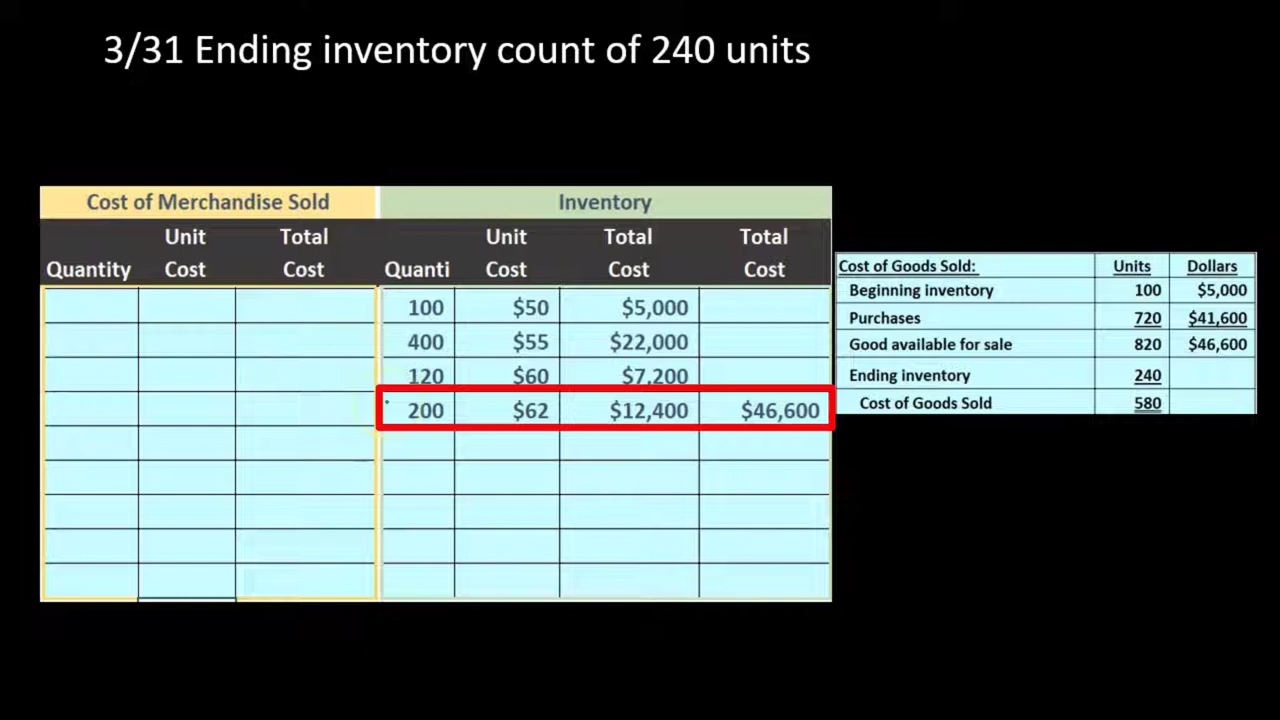 3/31 Ending inventory count of 240 units
Cost of Merchandise Sold Inventory
Unit Total Unit Total Total
Quantity Cost Cost Quanti Cost Cost Cost
100 $50 $5,000
400 $55 $22,000
120 $60 $7,200
200 $62 $12,400 $46,600
Cost of Goods Sold: Units Dollars
Beginning inventory 100 $5,000
Purchases 720 $41,600
Good available for sale 820 $46,600
Ending inventory 240
Cost of Goods Sold 580